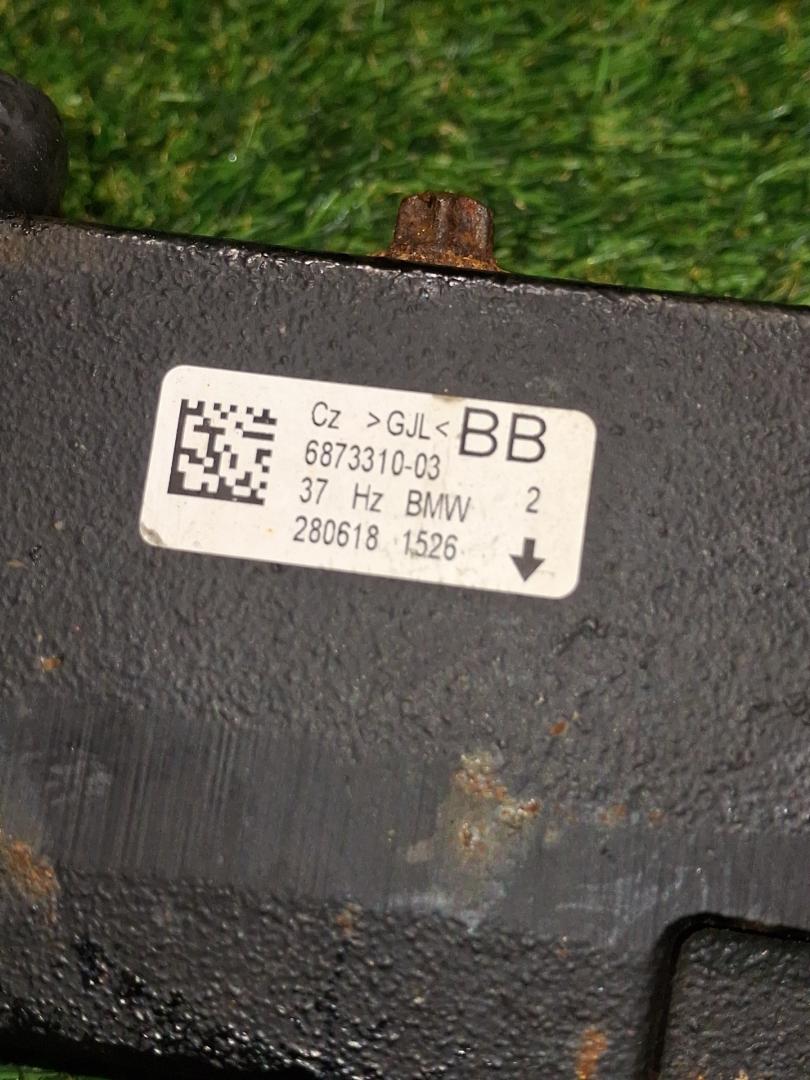 Cz >GJL< BB
6873310-03
37 Hz BMW 2
280618 1526